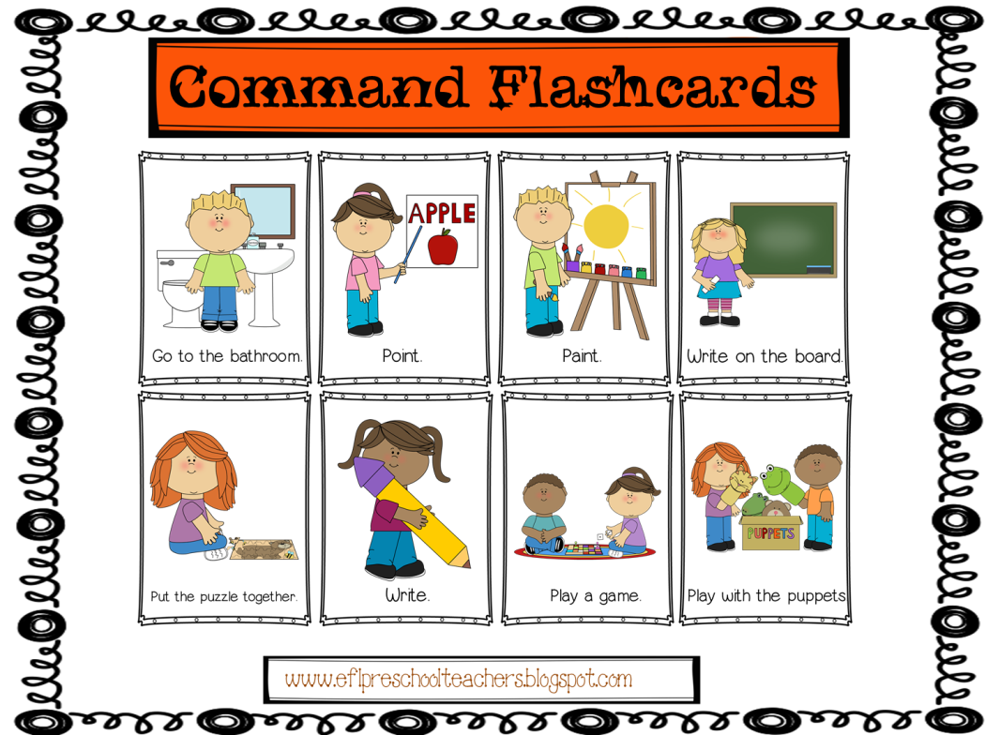 Command Flashcards
APPLE
Go to the bathroom.
Point.
Paint.
Write on the board.
PUPPETS
Put the puzzle together.
Write.
Play a game.
Play with the puppets
www.eflpreschoolteachers.blogspot.com